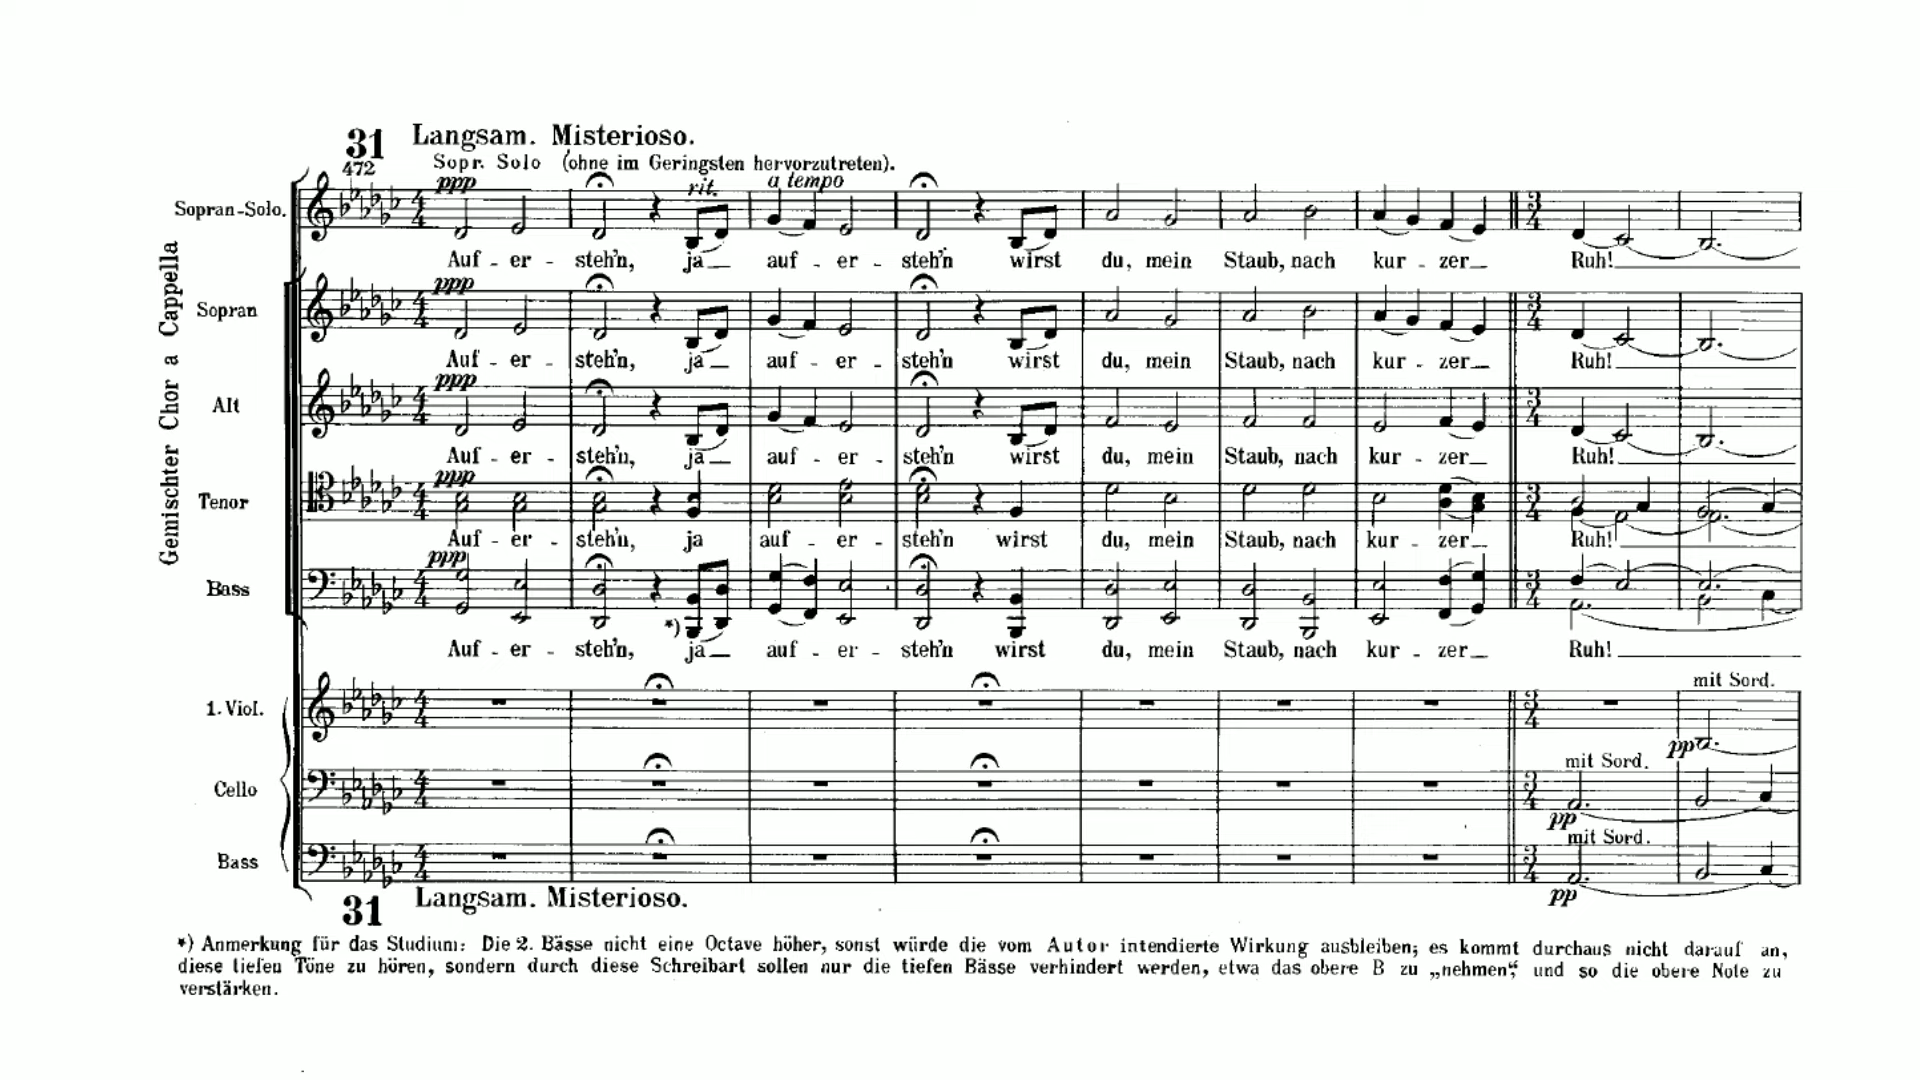 31 Langsam. Misterioso.
472 Sopr. Solo (ohne im Geringsten hervorzutreten).
ppp rit. a tempo
Sopran-Solo.
Auf - er - steh'n, ja auf - er - steh'n wirst du, mein Staub, nach kur - zer Ruh!
Gemischter Chor a Cappella
ppp
Sopran
Auf - er - steh'n, ja auf - er - steh'n wirst du, mein Staub, nach kur - zer Ruh!
ppp
Alt
Auf - er - steh'n, ja auf - er - steh'n wirst du, mein Staub, nach kur - zer Ruh!
ppp
Tenor
Auf - er - steh'n, ja auf - er - steh'n wirst du, mein Staub, nach kur - zer Ruh!
ppp
Bass
*)
Auf - er - steh'n, ja auf - er - steh'n wirst du, mein Staub, nach kur - zer Ruh!
mit Sord.
1. Viol.
pp
mit Sord.
Cello
pp
mit Sord.
Bass
pp
31 Langsam. Misterioso.
*) Anmerkung für das Studium: Die 2. Bässe nicht eine Octave höher, sonst würde die vom Autor intendierte Wirkung ausbleiben; es kommt durchaus nicht darauf an,
diese tiefen Töne zu hören, sondern durch diese Schreibart sollen nur die tiefen Bässe verhindert werden, etwa das obere B zu „nehmen“, und so die obere Note zu
verstärken.